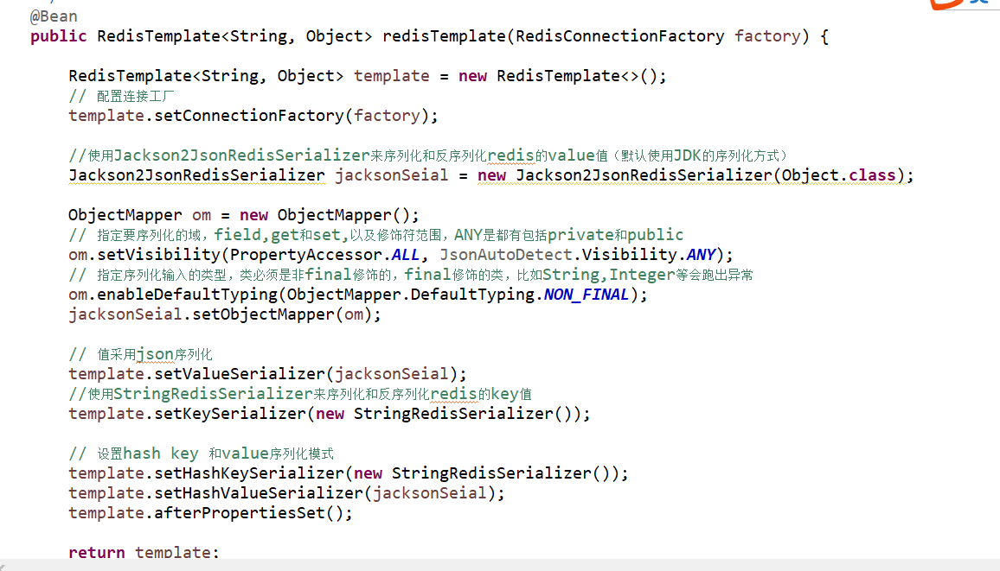 @Bean
public RedisTemplate<String, Object> redisTemplate(RedisConnectionFactory factory) {
RedisTemplate<String, Object> template = new RedisTemplate<>();
// 配置连接工厂
template.setConnectionFactory(factory);
//使用Jackson2JsonRedisSerializer来序列化和反序列化redis的value值（默认使用JDK的序列化方式）
Jackson2JsonRedisSerializer jacksonSeial = new Jackson2JsonRedisSerializer(Object.class);
ObjectMapper om = new ObjectMapper();
// 指定要序列化的域，field,get和set,以及修饰符范围，ANY是都有包括private和public
om.setVisibility(PropertyAccessor.ALL, JsonAutoDetect.Visibility.ANY);
// 指定序列化输入的类型，类必须是非final修饰的，final修饰的类，比如String,Integer等会跑出异常
om.enableDefaultTyping(ObjectMapper.DefaultTyping.NON_FINAL);
jacksonSeial.setObjectMapper(om);
// 值采用json序列化
template.setValueSerializer(jacksonSeial);
//使用StringRedisSerializer来序列化和反序列化redis的key值
template.setKeySerializer(new StringRedisSerializer());
// 设置hash key 和value序列化模式
template.setHashKeySerializer(new StringRedisSerializer());
template.setHashValueSerializer(jacksonSeial);
template.afterPropertiesSet();
return template;